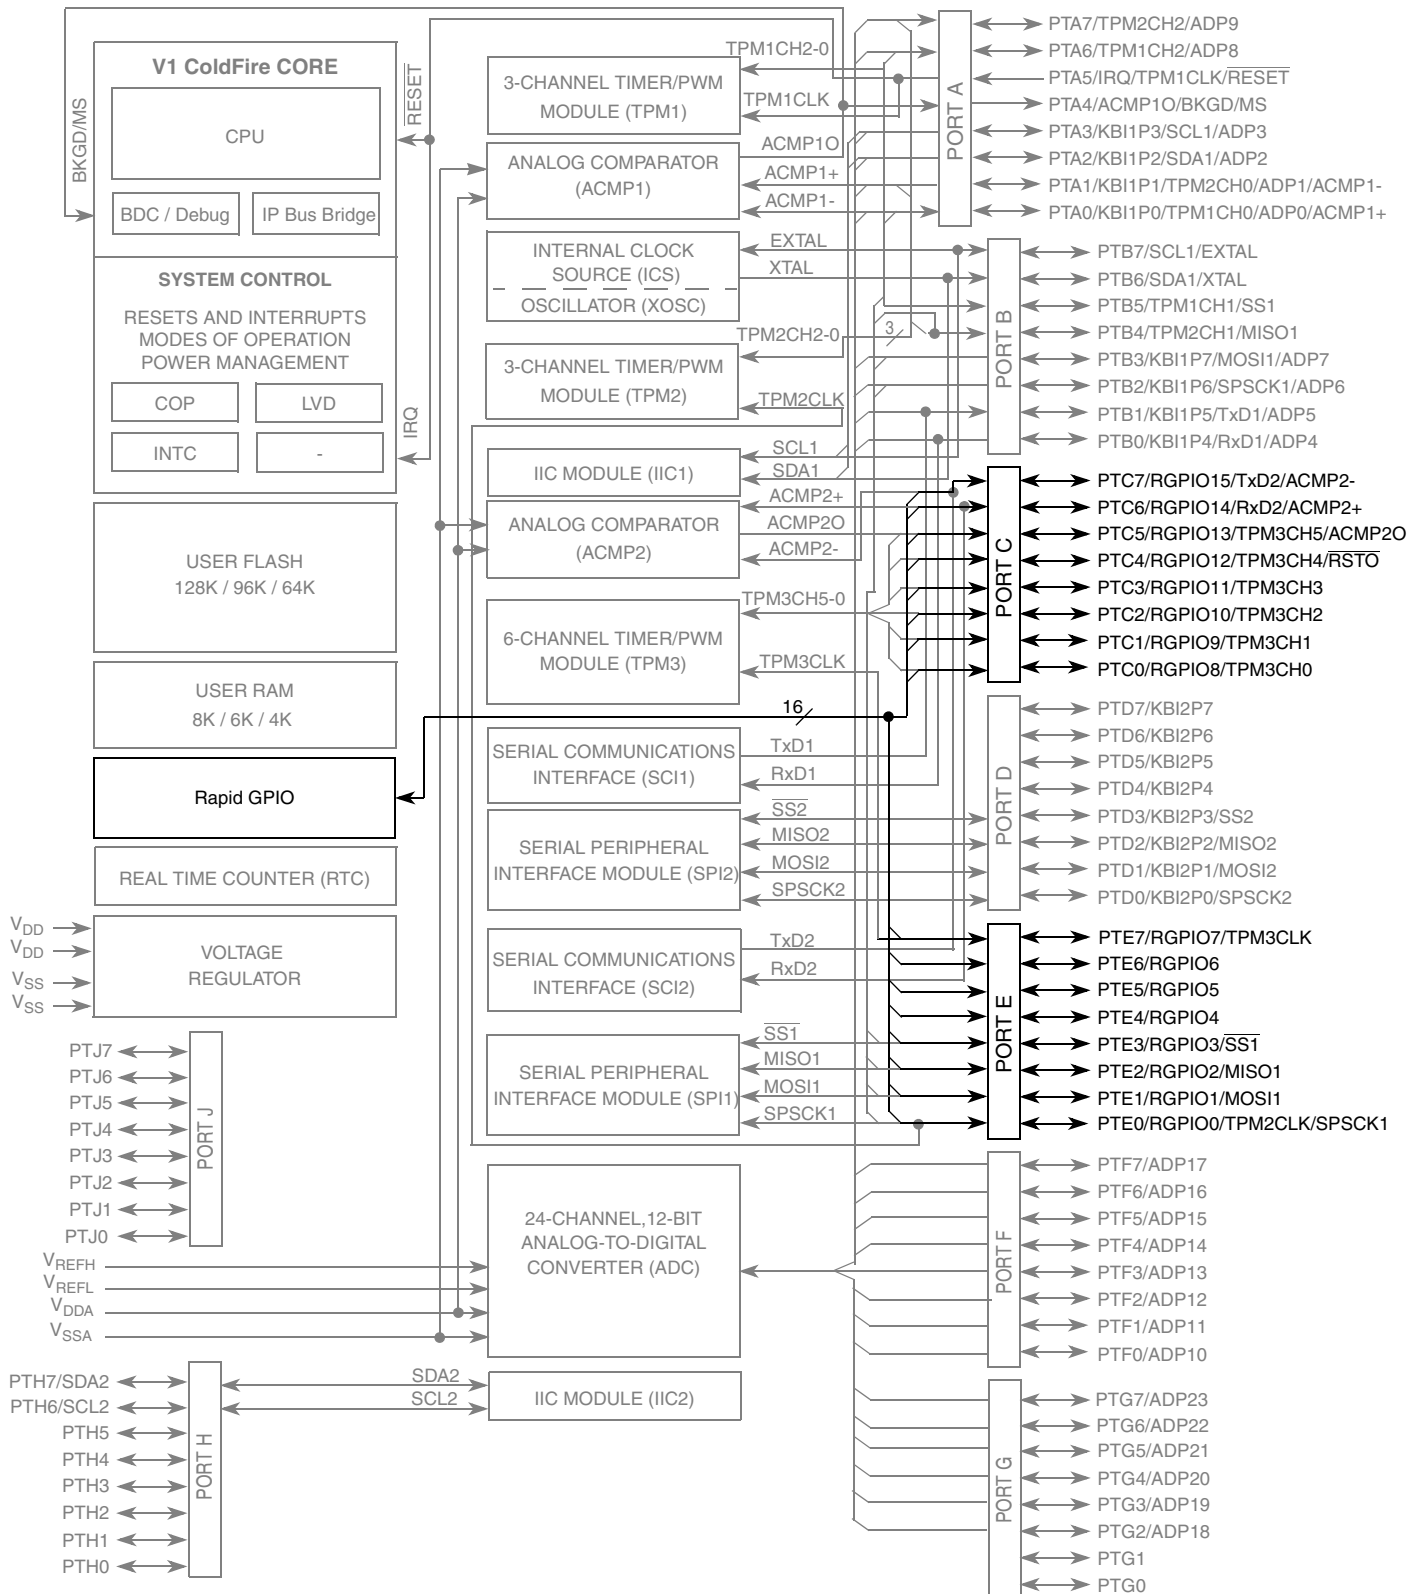 V1 ColdFire CORE
CPU
BDC / Debug
IP Bus Bridge
BKGD/MS
RESET
SYSTEM CONTROL
RESETS AND INTERRUPTS
MODES OF OPERATION
POWER MANAGEMENT
COP
LVD
INTC
-
IRQ
USER FLASH
128K / 96K / 64K
USER RAM
8K / 6K / 4K
Rapid GPIO
REAL TIME COUNTER (RTC)
VDD
VDD
VSS
VSS
VOLTAGE
REGULATOR
PTJ7
PTJ6
PTJ5
PTJ4
PTJ3
PTJ2
PTJ1
PTJ0
PORT J
VREFH
VREFL
VDDA
VSSA
PTH7/SDA2
PTH6/SCL2
PTH5
PTH4
PTH3
PTH2
PTH1
PTH0
PORT H
3-CHANNEL TIMER/PWM
MODULE (TPM1)
TPM1CH2-0
TPM1CLK
ANALOG COMPARATOR
(ACMP1)
ACMP1O
ACMP1+
ACMP1-
INTERNAL CLOCK
SOURCE (ICS)
OSCILLATOR (XOSC)
EXTAL
XTAL
3-CHANNEL TIMER/PWM
MODULE (TPM2)
TPM2CH2-0
3
TPM2CLK
IIC MODULE (IIC1)
SCL1
SDA1
ANALOG COMPARATOR
(ACMP2)
ACMP2+
ACMP2O
ACMP2-
6-CHANNEL TIMER/PWM
MODULE (TPM3)
TPM3CH5-0
TPM3CLK
16
SERIAL COMMUNICATIONS
INTERFACE (SCI1)
TxD1
RxD1
SERIAL PERIPHERAL
INTERFACE MODULE (SPI2)
SS2
MISO2
MOSI2
SPSCK2
SERIAL COMMUNICATIONS
INTERFACE (SCI2)
TxD2
RxD2
SERIAL PERIPHERAL
INTERFACE MODULE (SPI1)
SS1
MISO1
MOSI1
SPSCK1
24-CHANNEL,12-BIT
ANALOG-TO-DIGITAL
CONVERTER (ADC)
IIC MODULE (IIC2)
SDA2
SCL2
PORT A
PTA7/TPM2CH2/ADP9
PTA6/TPM1CH2/ADP8
PTA5/IRQ/TPM1CLK/RESET
PTA4/ACMP1O/BKGD/MS
PTA3/KBI1P3/SCL1/ADP3
PTA2/KBI1P2/SDA1/ADP2
PTA1/KBI1P1/TPM2CH0/ADP1/ACMP1-
PTA0/KBI1P0/TPM1CH0/ADP0/ACMP1+
PORT B
PTB7/SCL1/EXTAL
PTB6/SDA1/XTAL
PTB5/TPM1CH1/SS1
PTB4/TPM2CH1/MISO1
PTB3/KBI1P7/MOSI1/ADP7
PTB2/KBI1P6/SPSCK1/ADP6
PTB1/KBI1P5/TxD1/ADP5
PTB0/KBI1P4/RxD1/ADP4
PORT C
PTC7/RGPIO15/TxD2/ACMP2-
PTC6/RGPIO14/RxD2/ACMP2+
PTC5/RGPIO13/TPM3CH5/ACMP2O
PTC4/RGPIO12/TPM3CH4/RSTO
PTC3/RGPIO11/TPM3CH3
PTC2/RGPIO10/TPM3CH2
PTC1/RGPIO9/TPM3CH1
PTC0/RGPIO8/TPM3CH0
PORT D
PTD7/KBI2P7
PTD6/KBI2P6
PTD5/KBI2P5
PTD4/KBI2P4
PTD3/KBI2P3/SS2
PTD2/KBI2P2/MISO2
PTD1/KBI2P1/MOSI2
PTD0/KBI2P0/SPSCK2
PORT E
PTE7/RGPIO7/TPM3CLK
PTE6/RGPIO6
PTE5/RGPIO5
PTE4/RGPIO4
PTE3/RGPIO3/SS1
PTE2/RGPIO2/MISO1
PTE1/RGPIO1/MOSI1
PTE0/RGPIO0/TPM2CLK/SPSCK1
PORT F
PTF7/ADP17
PTF6/ADP16
PTF5/ADP15
PTF4/ADP14
PTF3/ADP13
PTF2/ADP12
PTF1/ADP11
PTF0/ADP10
PORT G
PTG7/ADP23
PTG6/ADP22
PTG5/ADP21
PTG4/ADP20
PTG3/ADP19
PTG2/ADP18
PTG1
PTG0